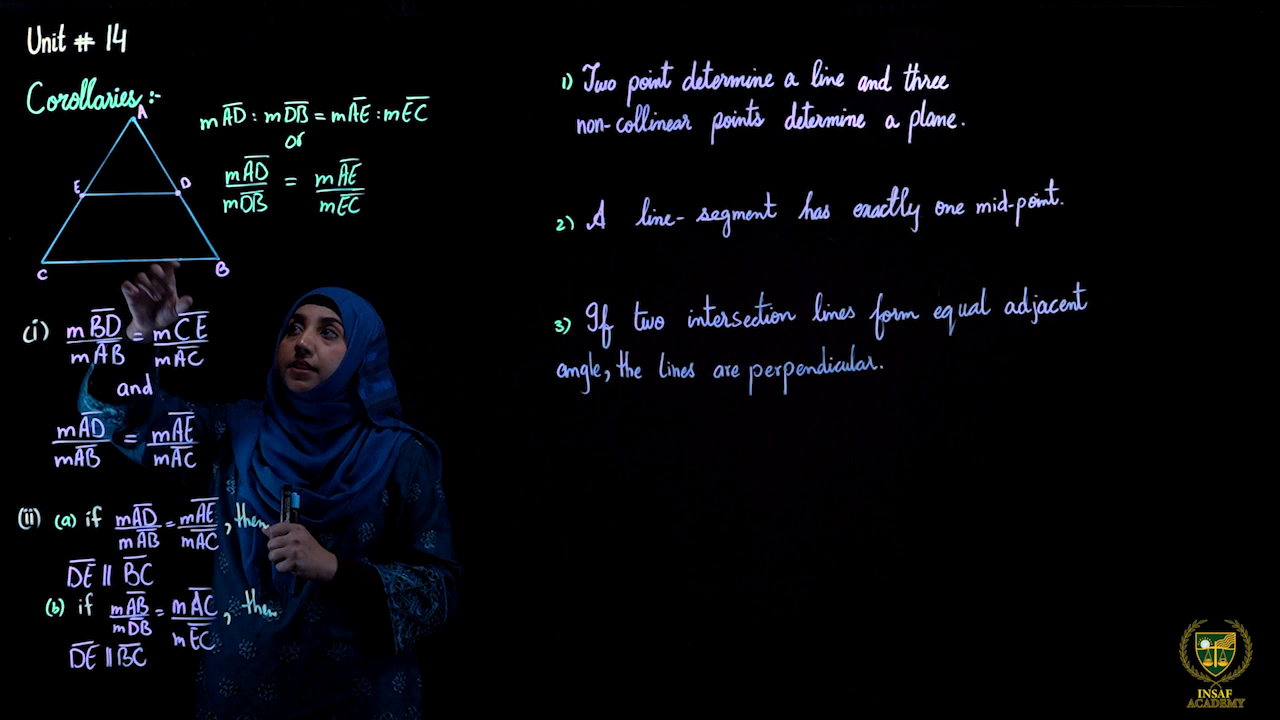 Unit # 14
Corollaries :-
A
E
D
C
B
mAD : mDB = mAE : mEC
or
mAD/mDB = mAE/mEC
(i) mBD/mAB = mCE/mAC
and
mAD/mAB = mAE/mAC
(ii) (a) if mAD/mAB = mAE/mAC , then
DE || BC
(b) if mAB/mDB = mAC/mEC , then
DE || BC
1) Two point determine a line and three
non-collinear points determine a plane.
2) A line-segment has exactly one mid-point.
3) If two intersection lines form equal adjacent
angle, the lines are perpendicular.
INSAF
ACADEMY